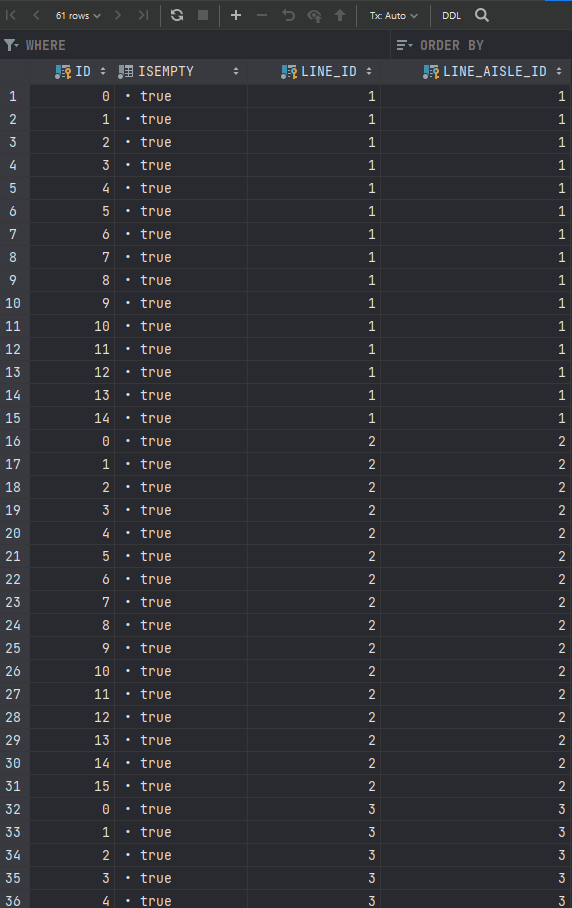 61 rows Tx: Auto DDL
WHERE ORDER BY
ID ISEMPTY LINE_ID LINE_AISLE_ID
1 0 • true 1 1
2 1 • true 1 1
3 2 • true 1 1
4 3 • true 1 1
5 4 • true 1 1
6 5 • true 1 1
7 6 • true 1 1
8 7 • true 1 1
9 8 • true 1 1
10 9 • true 1 1
11 10 • true 1 1
12 11 • true 1 1
13 12 • true 1 1
14 13 • true 1 1
15 14 • true 1 1
16 0 • true 2 2
17 1 • true 2 2
18 2 • true 2 2
19 3 • true 2 2
20 4 • true 2 2
21 5 • true 2 2
22 6 • true 2 2
23 7 • true 2 2
24 8 • true 2 2
25 9 • true 2 2
26 10 • true 2 2
27 11 • true 2 2
28 12 • true 2 2
29 13 • true 2 2
30 14 • true 2 2
31 15 • true 2 2
32 0 • true 3 3
33 1 • true 3 3
34 2 • true 3 3
35 3 • true 3 3
36 4 • true 3 3